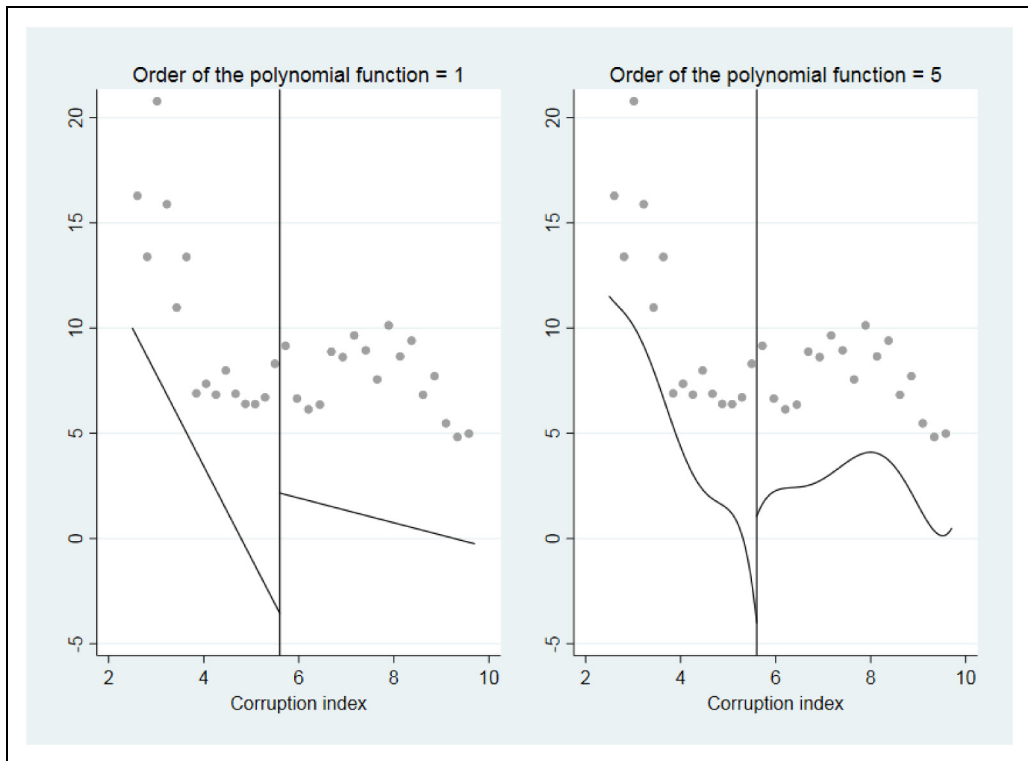 Order of the polynomial function = 1
Order of the polynomial function = 5
20
15
10
5
0
-5
2 4 6 8 10
Corruption index
20
15
10
5
0
-5
2 4 6 8 10
Corruption index